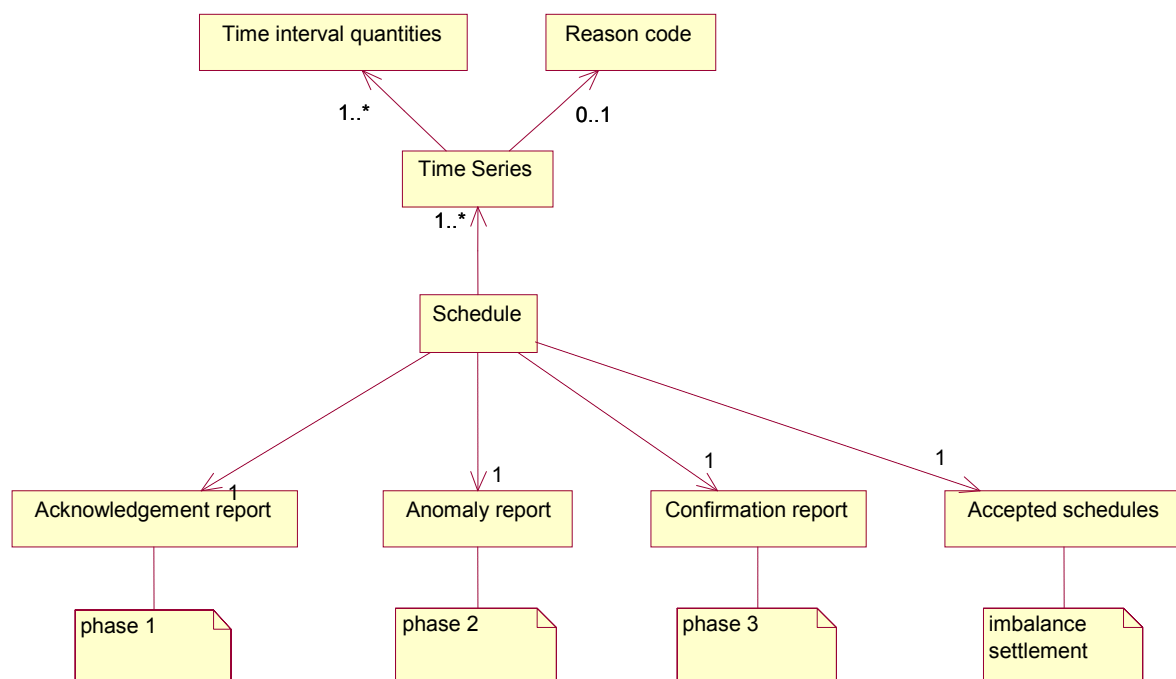 Time interval quantities
Reason code
1..*
0..1
Time Series
1..*
Schedule
1
1
1
1
Acknowledgement report
Anomaly report
Confirmation report
Accepted schedules
phase 1
phase 2
phase 3
imbalance
settlement